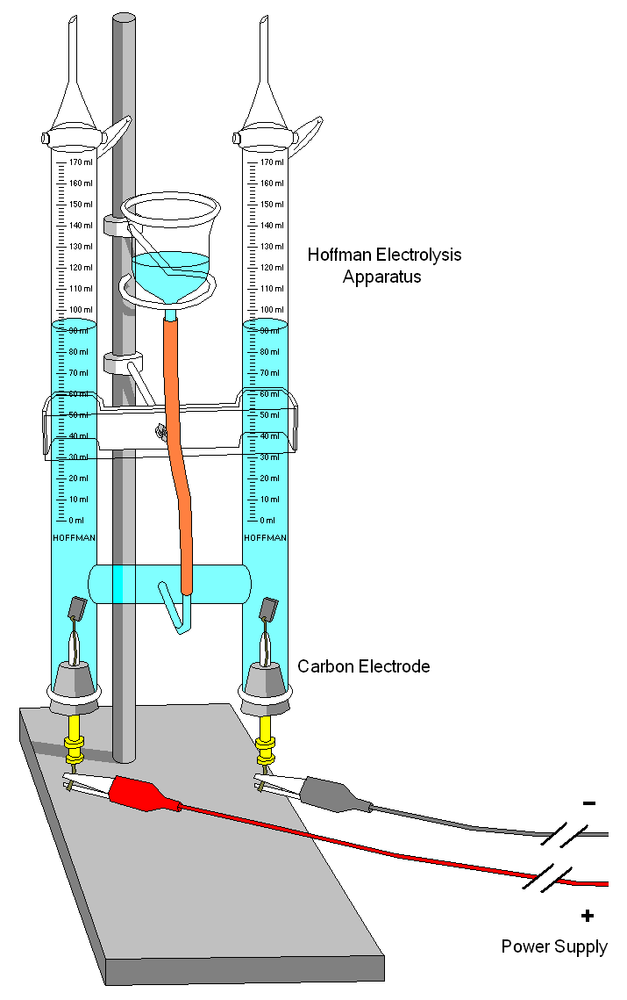 170 ml
160 ml
150 ml
140 ml
130 ml
120 ml
110 ml
100 ml
90 ml
80 ml
70 ml
60 ml
50 ml
40 ml
30 ml
20 ml
10 ml
0 ml
HOFFMAN
170 ml
160 ml
150 ml
140 ml
130 ml
120 ml
110 ml
100 ml
90 ml
80 ml
70 ml
60 ml
50 ml
40 ml
30 ml
20 ml
10 ml
0 ml
HOFFMAN
Hoffman Electrolysis
Apparatus
Carbon Electrode
-
+
Power Supply